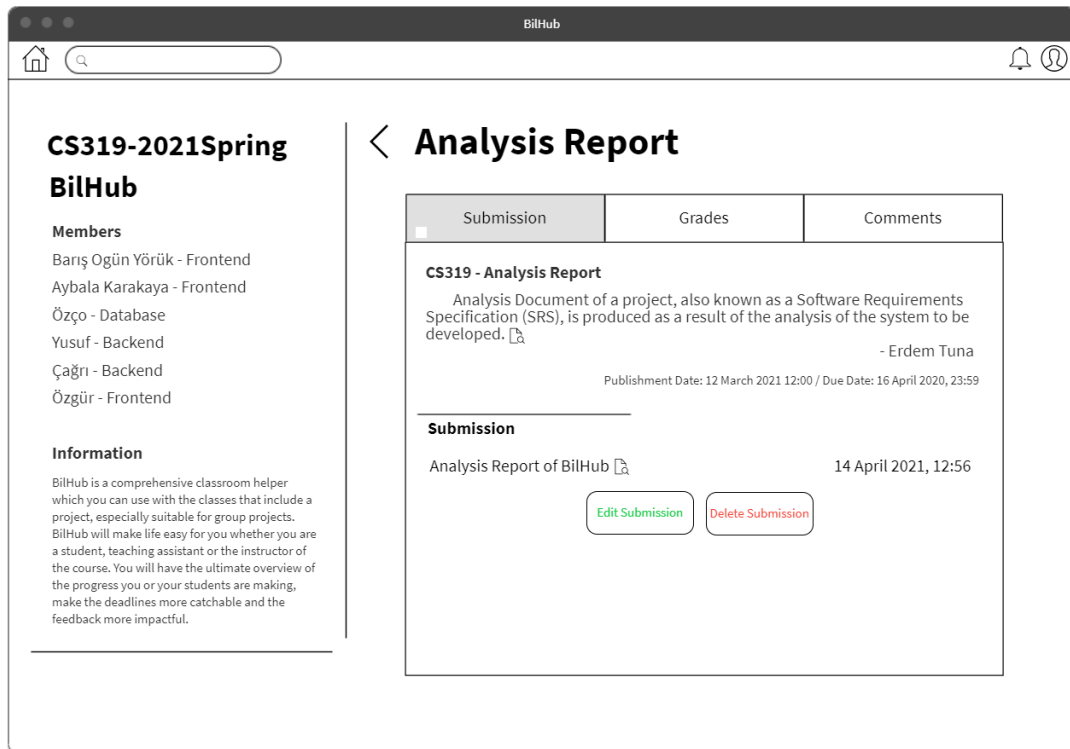 BilHub
CS319-2021Spring
BilHub
Members
Barış Ogün Yörük - Frontend
Aybala Karakaya - Frontend
Özço - Database
Yusuf - Backend
Çağrı - Backend
Özgür - Frontend
Information
BilHub is a comprehensive classroom helper
which you can use with the classes that include a
project, especially suitable for group projects.
BilHub will make life easy for you whether you are
a student, teaching assistant or the instructor of
the course. You will have the ultimate overview of
the progress you or your students are making,
make the deadlines more catchable and the
feedback more impactful.
Analysis Report
Submission Grades Comments
CS319 - Analysis Report
Analysis Document of a project, also known as a Software Requirements
Specification (SRS), is produced as a result of the analysis of the system to be
developed.
- Erdem Tuna
Publishment Date: 12 March 2021 12:00 / Due Date: 16 April 2020, 23:59
Submission
Analysis Report of BilHub 14 April 2021, 12:56
Edit Submission Delete Submission